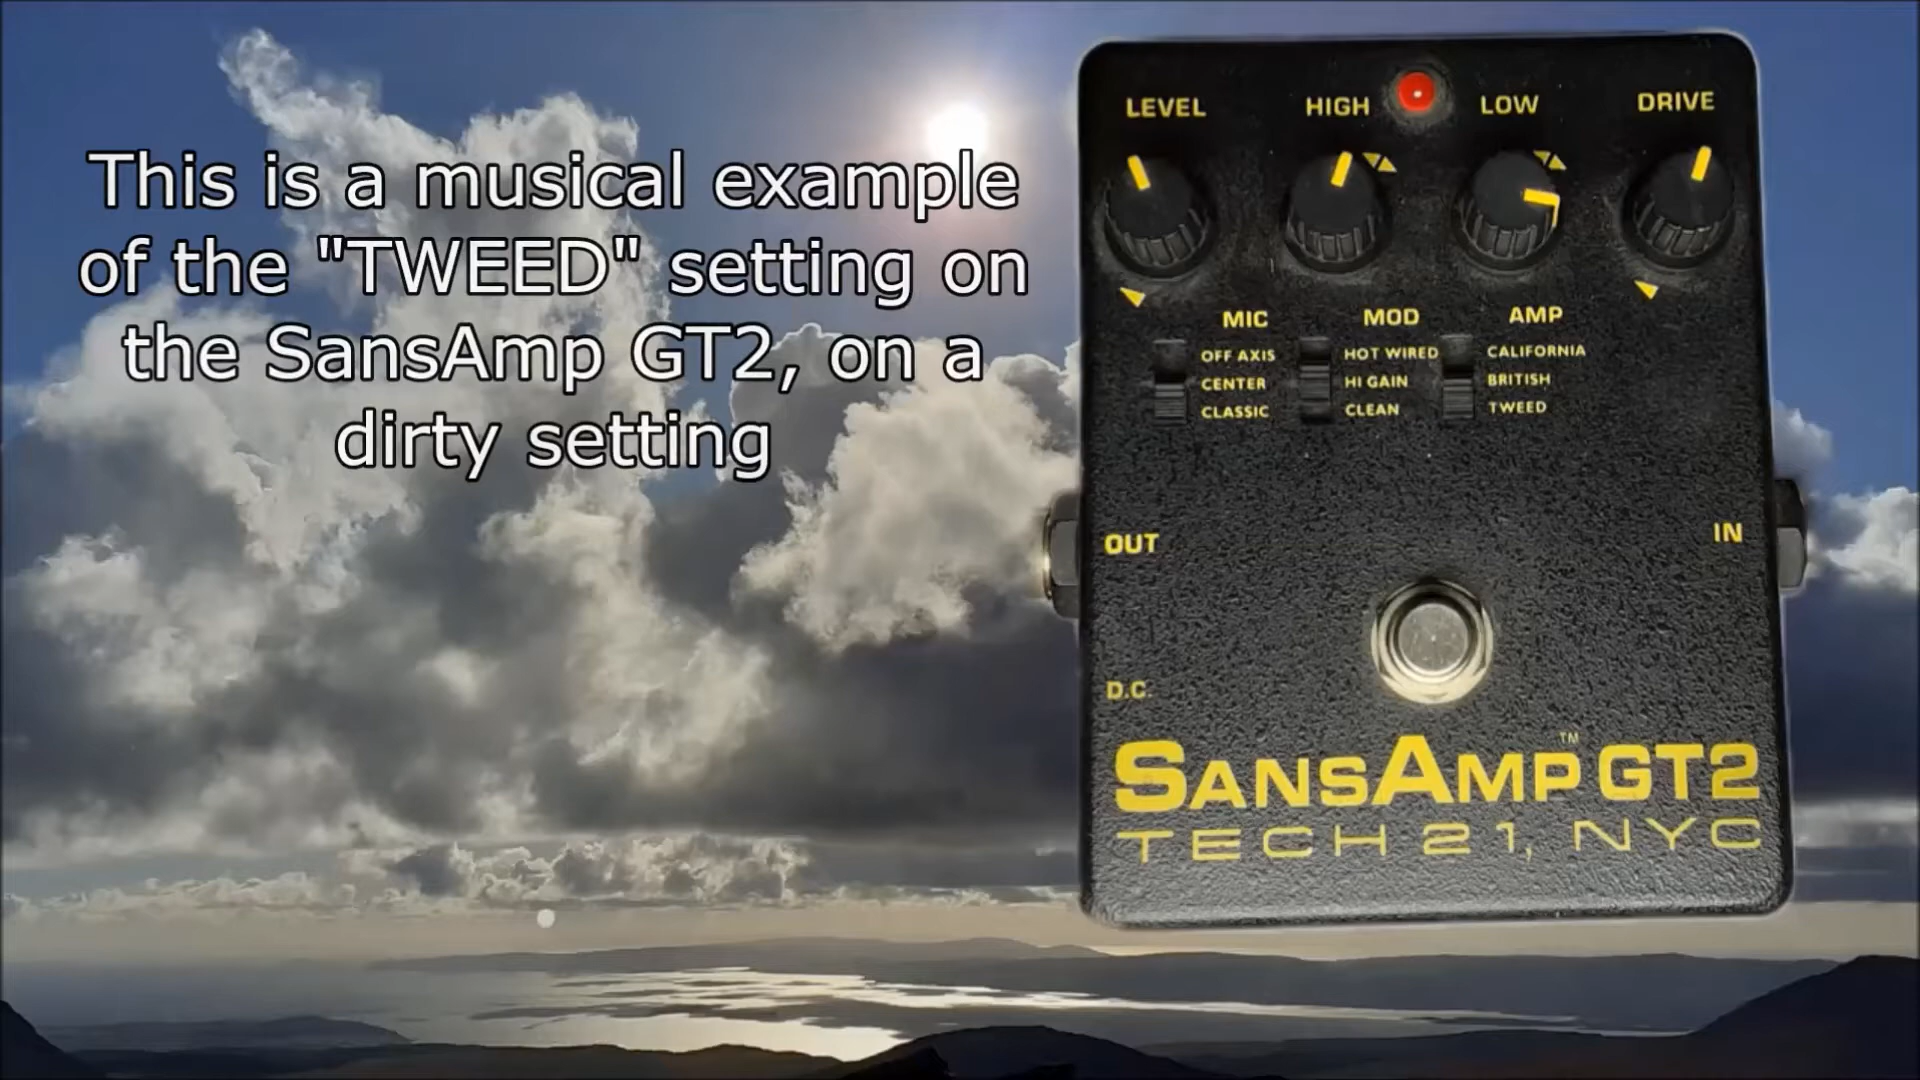 This is a musical example
of the "TWEED" setting on
the SansAmp GT2, on a
dirty setting
LEVEL HIGH LOW DRIVE
MIC MOD AMP
OFF AXIS HOT WIRED CALIFORNIA
CENTER HI GAIN BRITISH
CLASSIC CLEAN TWEED
OUT IN
D.C.
SANSAMP™ GT2
TECH 21, NYC